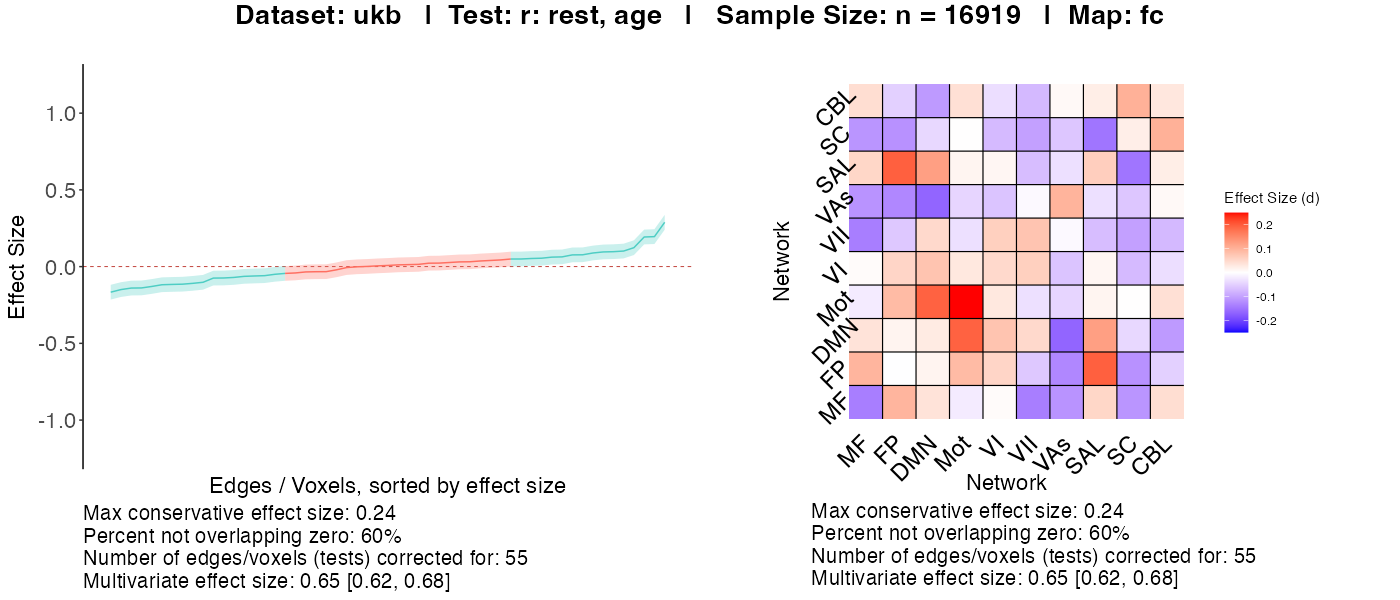 Dataset: ukb | Test: r: rest, age | Sample Size: n = 16919 | Map: fc
Effect Size
1.0
0.5
0.0
-0.5
-1.0
Edges / Voxels, sorted by effect size
Max conservative effect size: 0.24
Percent not overlapping zero: 60%
Number of edges/voxels (tests) corrected for: 55
Multivariate effect size: 0.65 [0.62, 0.68]
Network
CBL
SC
SAL
VAs
VII
VI
Mot
DMN
FP
MF
MF FP DMN Mot VI VII VAs SAL SC CBL
Network
Effect Size (d)
0.2
0.1
0.0
-0.1
-0.2
Max conservative effect size: 0.24
Percent not overlapping zero: 60%
Number of edges/voxels (tests) corrected for: 55
Multivariate effect size: 0.65 [0.62, 0.68]